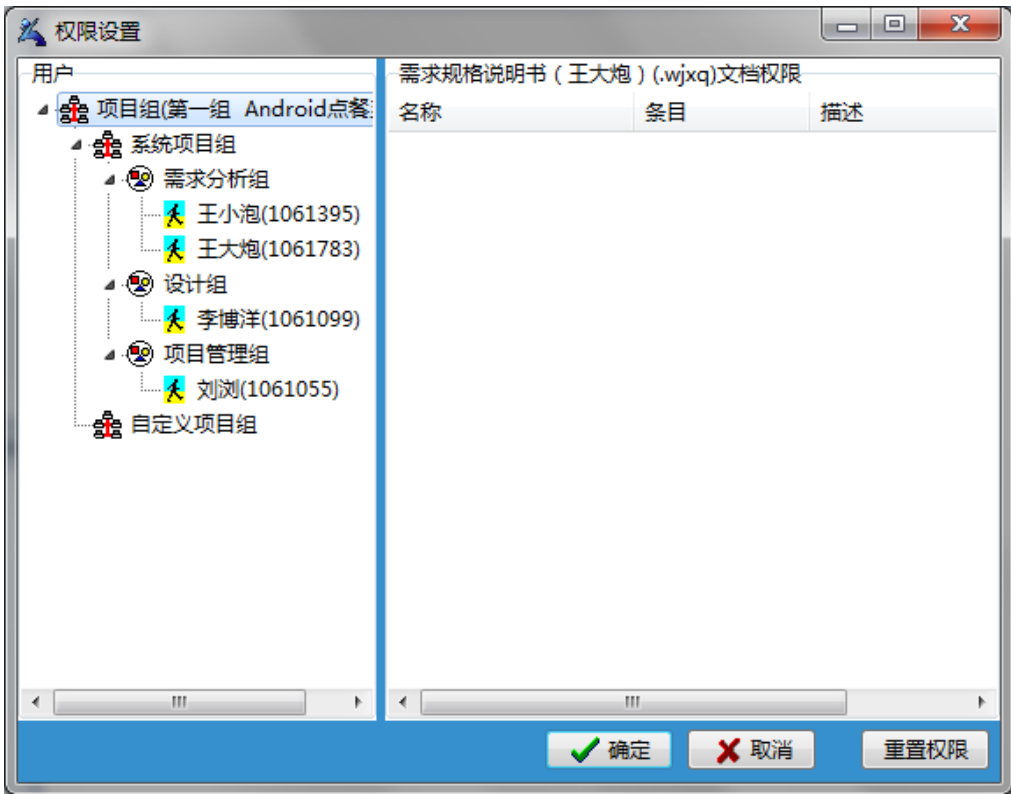 权限设置
用户
项目组(第一组 Android点餐
系统项目组
需求分析组
王小泡(1061395)
王大炮(1061783)
设计组
李博洋(1061099)
项目管理组
刘浏(1061055)
自定义项目组
需求规格说明书（王大炮）(.wjxq)文档权限
名称 条目 描述
确定 取消 重置权限